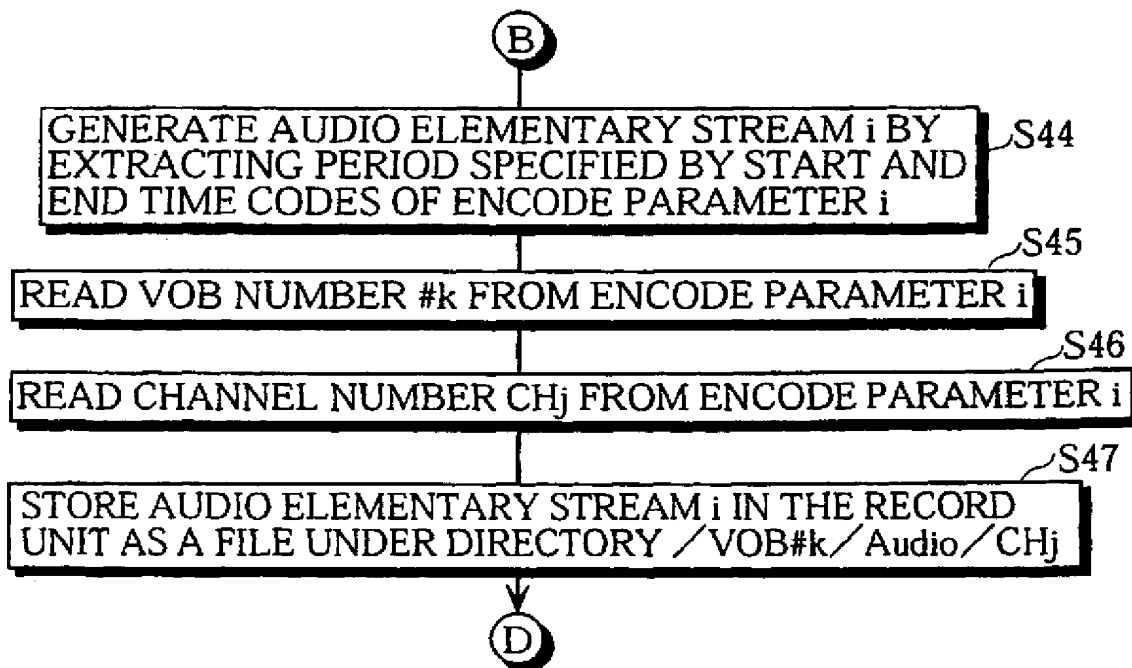 B
GENERATE AUDIO ELEMENTARY STREAM i BY
EXTRACTING PERIOD SPECIFIED BY START AND
END TIME CODES OF ENCODE PARAMETER i
S44
S45
READ VOB NUMBER #k FROM ENCODE PARAMETER i
S46
READ CHANNEL NUMBER CHj FROM ENCODE PARAMETER i
S47
STORE AUDIO ELEMENTARY STREAM i IN THE RECORD
UNIT AS A FILE UNDER DIRECTORY /VOB#k/Audio/CHj
D